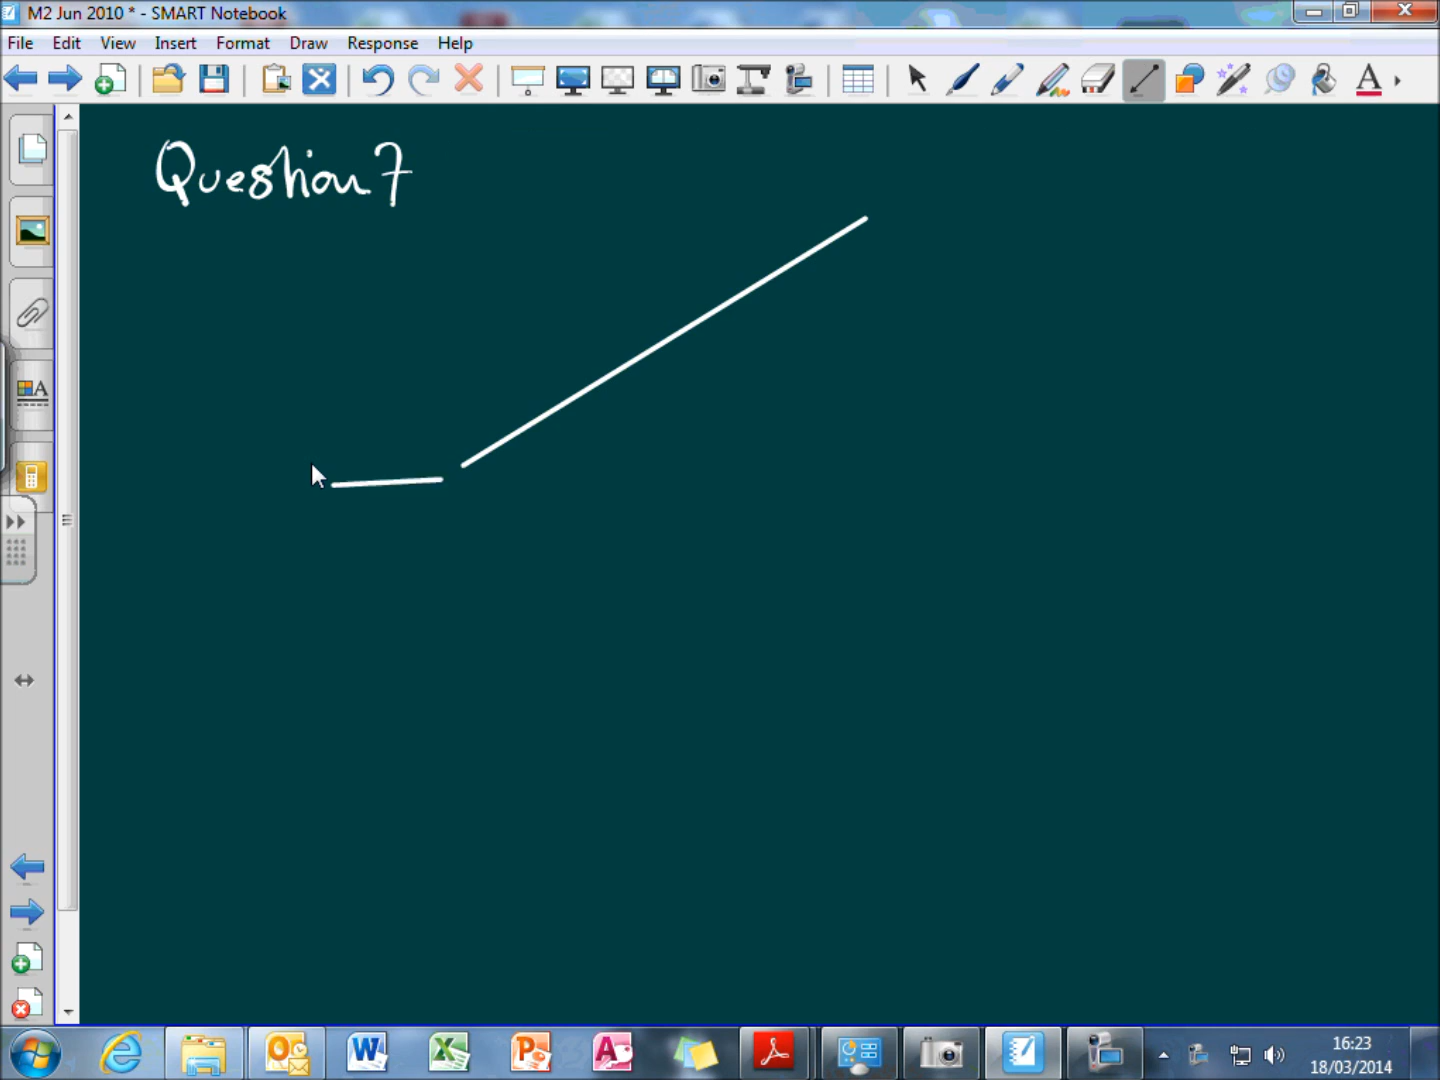 M2 Jun 2010 * - SMART Notebook
File Edit View Insert Format Draw Response Help
Question 7
16:23
18/03/2014